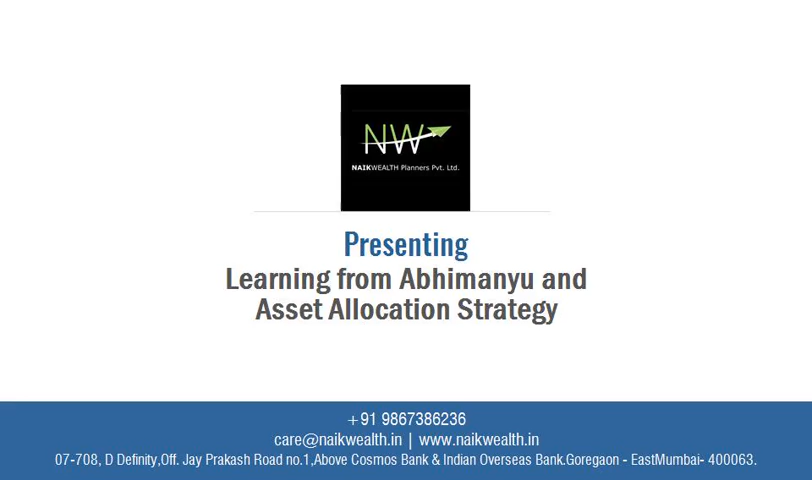 NW
NAIKWEALTH Planners Pvt. Ltd.
Presenting
Learning from Abhimanyu and
Asset Allocation Strategy
+91 9867386236
care@naikwealth.in | www.naikwealth.in
07-708, D Definity,Off. Jay Prakash Road no.1,Above Cosmos Bank & Indian Overseas Bank.Goregaon - EastMumbai- 400063.